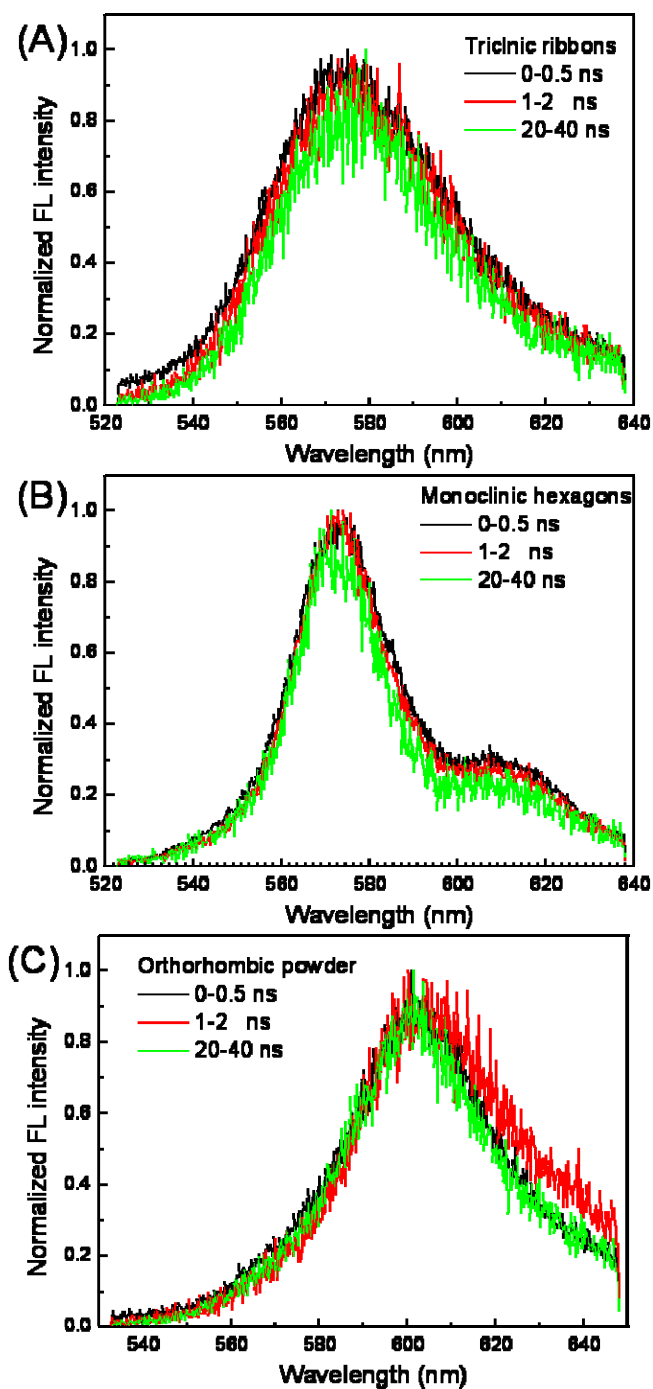 (A)
Triclnic ribbons
0-0.5 ns
1-2 ns
20-40 ns
Normalized FL intensity
1.0
0.8
0.6
0.4
0.2
0.0
520 540 560 580 600 620 640
Wavelength (nm)
(B)
Monoclinic hexagons
0-0.5 ns
1-2 ns
20-40 ns
Normalized FL intensity
1.0
0.8
0.6
0.4
0.2
0.0
520 540 560 580 600 620 640
Wavelength (nm)
(C)
Orthorhombic powder
0-0.5 ns
1-2 ns
20-40 ns
Normalized FL intensity
1.0
0.8
0.6
0.4
0.2
0.0
540 560 580 600 620 640
Wavelength (nm)